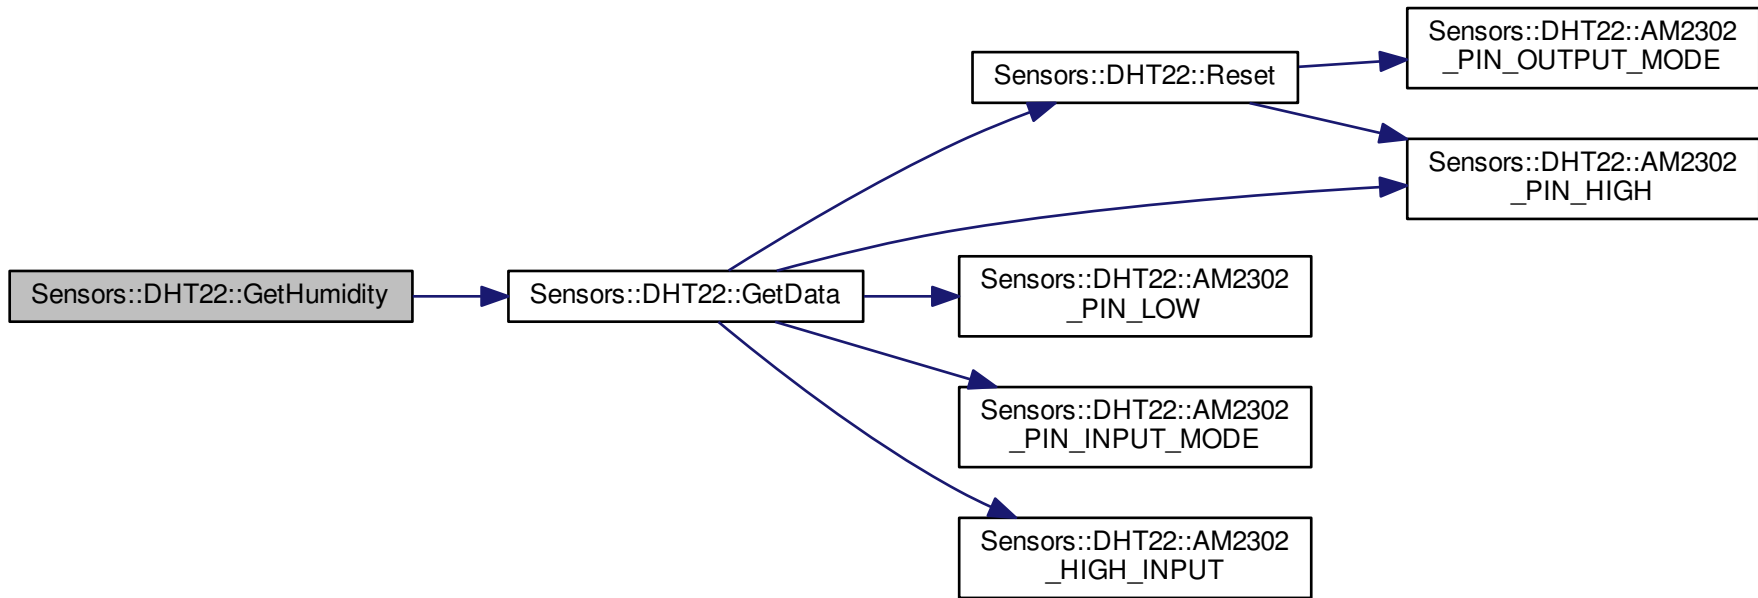 Sensors::DHT22::AM2302
_PIN_OUTPUT_MODE
Sensors::DHT22::Reset
Sensors::DHT22::AM2302
_PIN_HIGH
Sensors::DHT22::GetHumidity
Sensors::DHT22::GetData
Sensors::DHT22::AM2302
_PIN_LOW
Sensors::DHT22::AM2302
_PIN_INPUT_MODE
Sensors::DHT22::AM2302
_HIGH_INPUT